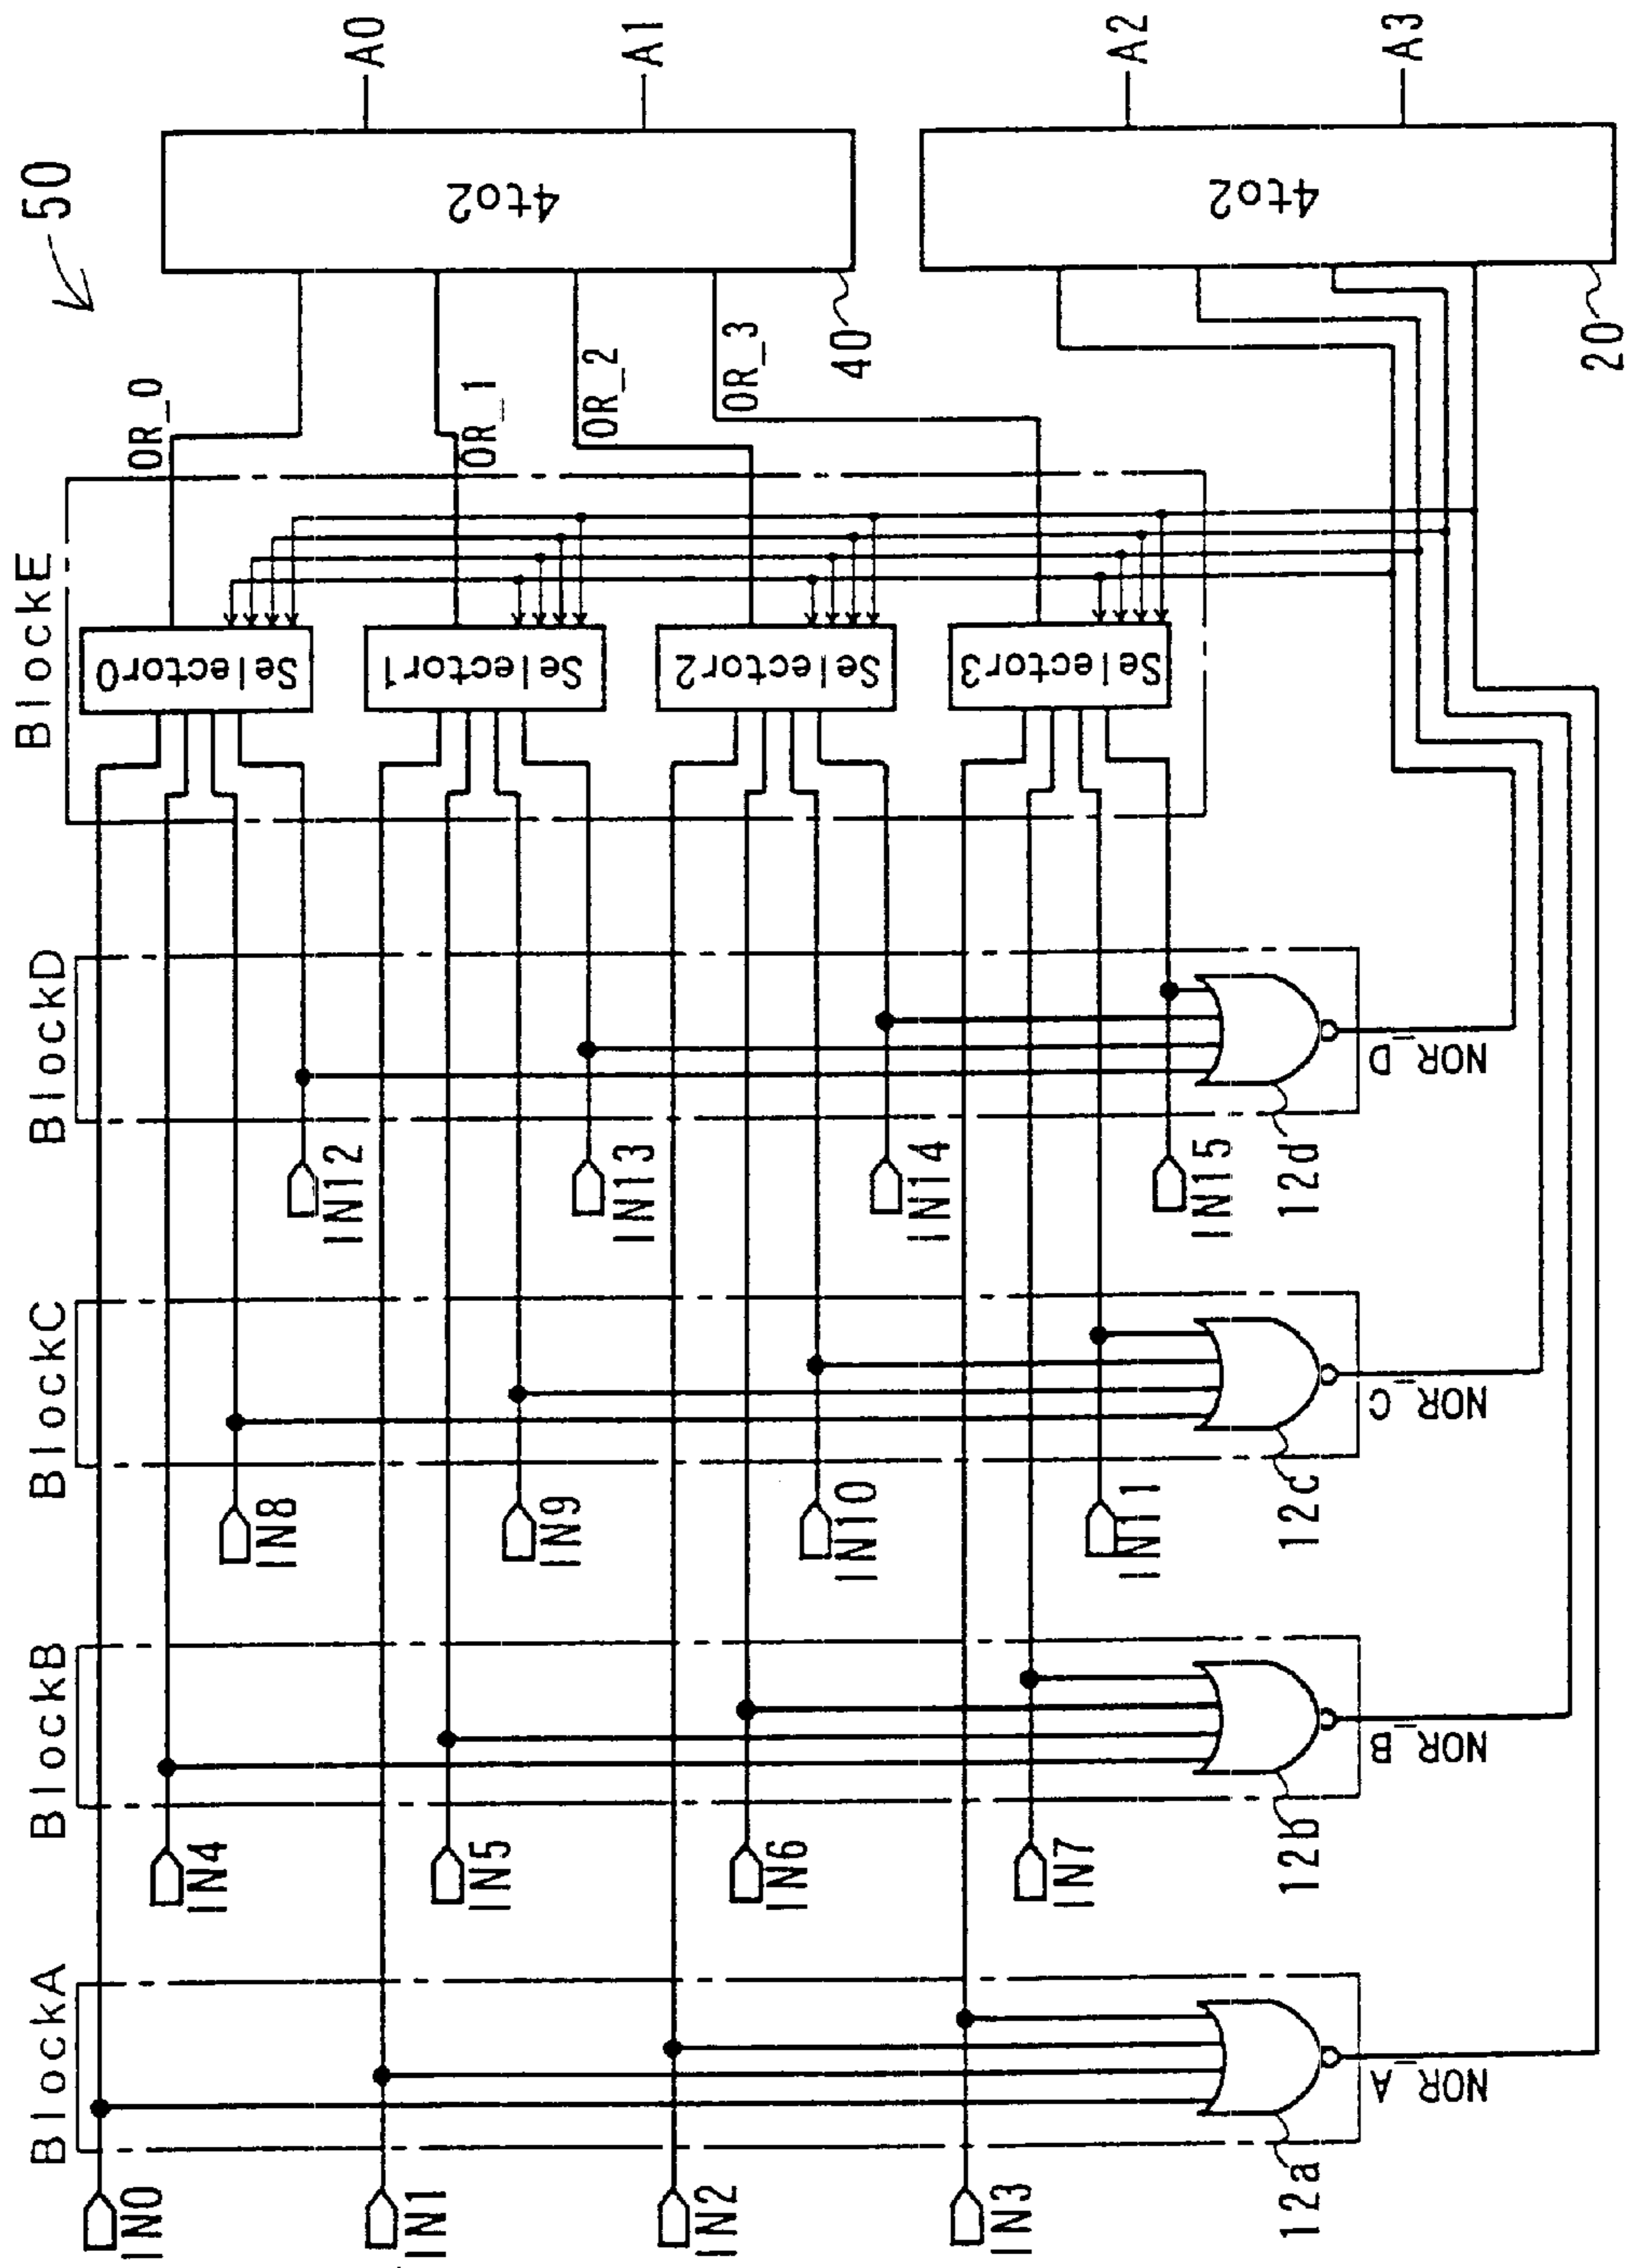 50
BlockA
BlockB
BlockC
BlockD
BlockE
IN0
IN4
IN8
IN12
Selector0
OR_0
4to2
A0
IN1
IN5
IN9
IN13
Selector1
OR_1
A1
IN2
IN6
IN10
IN14
Selector2
OR_2
IN3
IN7
IN11
IN15
Selector3
OR_3
40
4to2
A2
A3
20
12a
12b
12c
12d
NOR_A
NOR_B
NOR_C
NOR_D